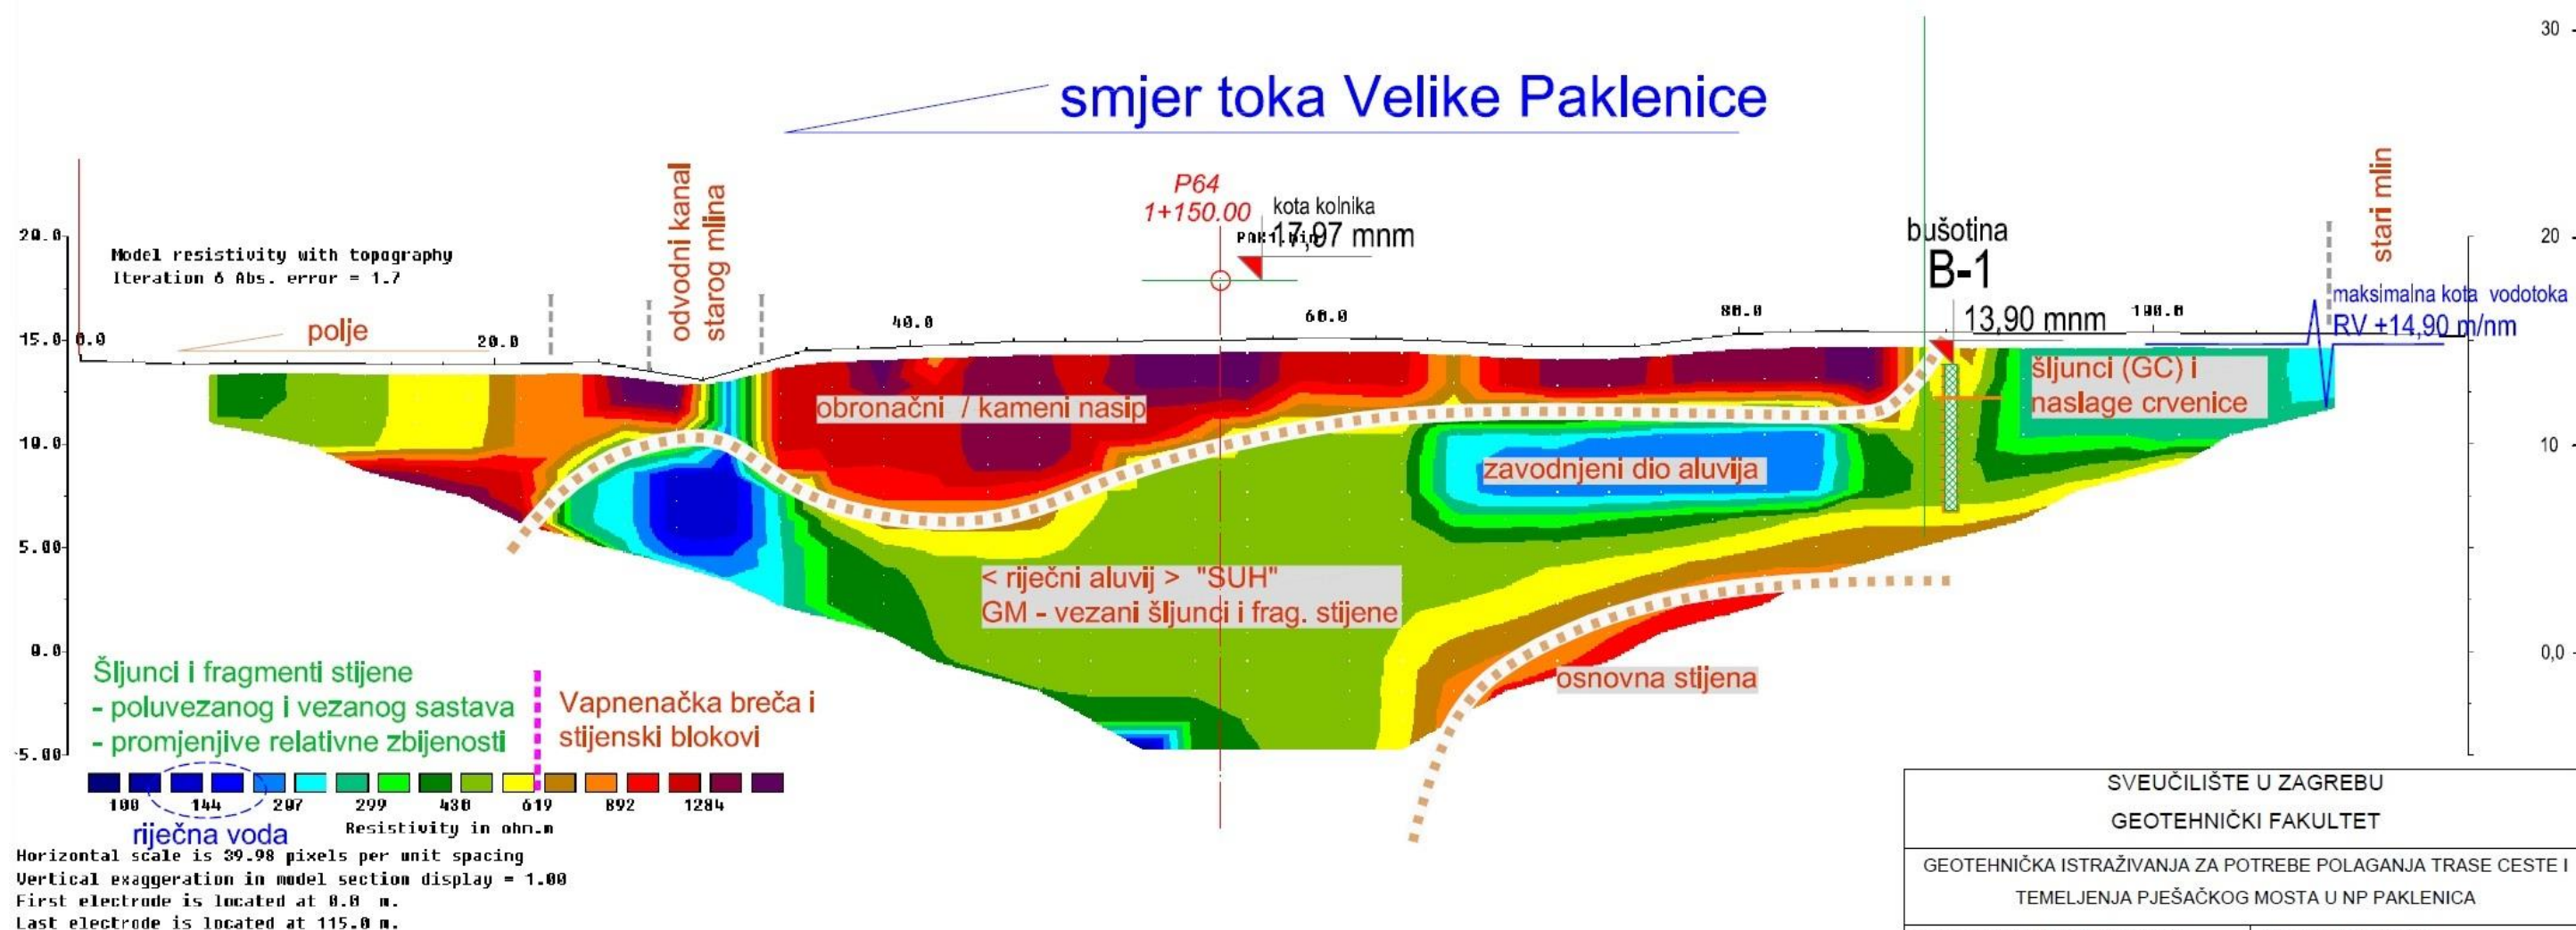 30
smjer toka Velike Paklenice
odvodni kanal
starog mlina
stari mlin
P64
1+150.00
kota kolnika
17,97 mnm
bušotina
B-1
20.0
20
Model resistivity with topography
Iteration 6 Abs. error = 1.7
maksimalna kota vodotoka
RV +14,90 m/nm
polje
40.0
60.0
80.0
100.0
13,90 mnm
15.0
0.0
20.0
šljunci (GC) i
naslage crvenice
obronačni / kameni nasip
10.0
10
zavodnjeni dio aluvija
5.00
< riječni aluvij > "SUH"
GM - vezani šljunci i frag. stijene
0.0
0,0
osnovna stijena
Šljunci i fragmenti stijene
- poluvezanog i vezanog sastava
- promjenjive relativne zbijenosti
Vapnenačka breča i
stijenski blokovi
-5.00
100 144 207 299 430 619 892 1284
riječna voda
Resistivity in ohm.m
Horizontal scale is 39.98 pixels per unit spacing
Vertical exaggeration in model section display = 1.00
First electrode is located at 0.0 m.
Last electrode is located at 115.0 m.
SVEUČILIŠTE U ZAGREBU
GEOTEHNIČKI FAKULTET
GEOTEHNIČKA ISTRAŽIVANJA ZA POTREBE POLAGANJA TRASE CESTE I
TEMELJENJA PJEŠAČKOG MOSTA U NP PAKLENICA